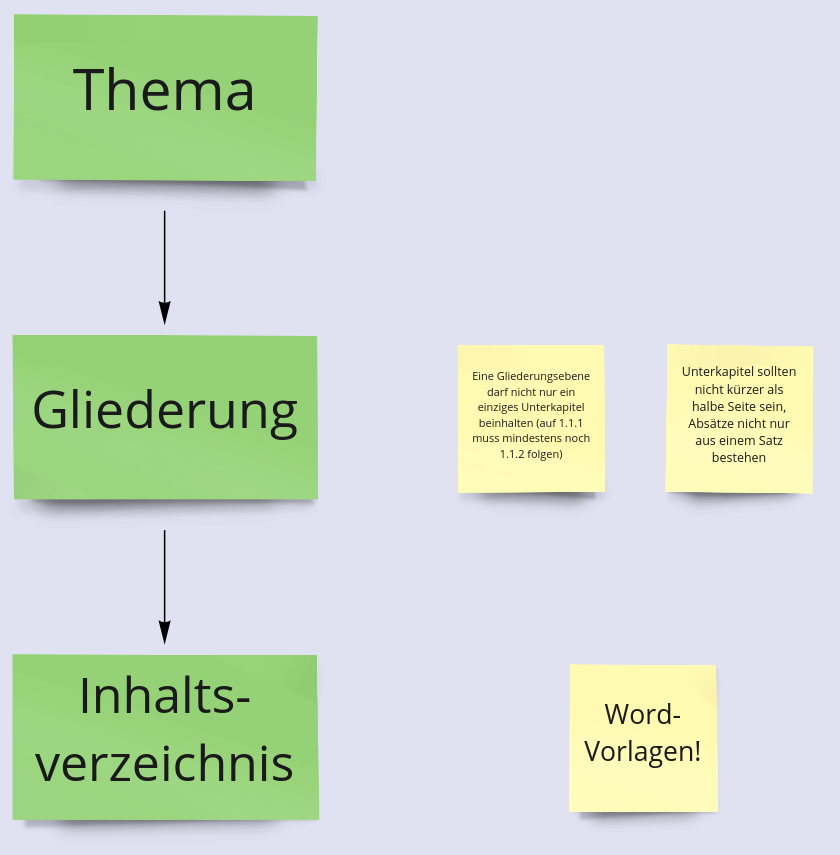 Thema
Gliederung
Eine Gliederungsebene
darf nicht nur ein
einziges Unterkapitel
beinhalten (auf 1.1.1
muss mindestens noch
1.1.2 folgen)
Unterkapitel sollten
nicht kürzer als
halbe Seite sein,
Absätze nicht nur
aus einem Satz
bestehen
Inhalts-
verzeichnis
Word-
Vorlagen!